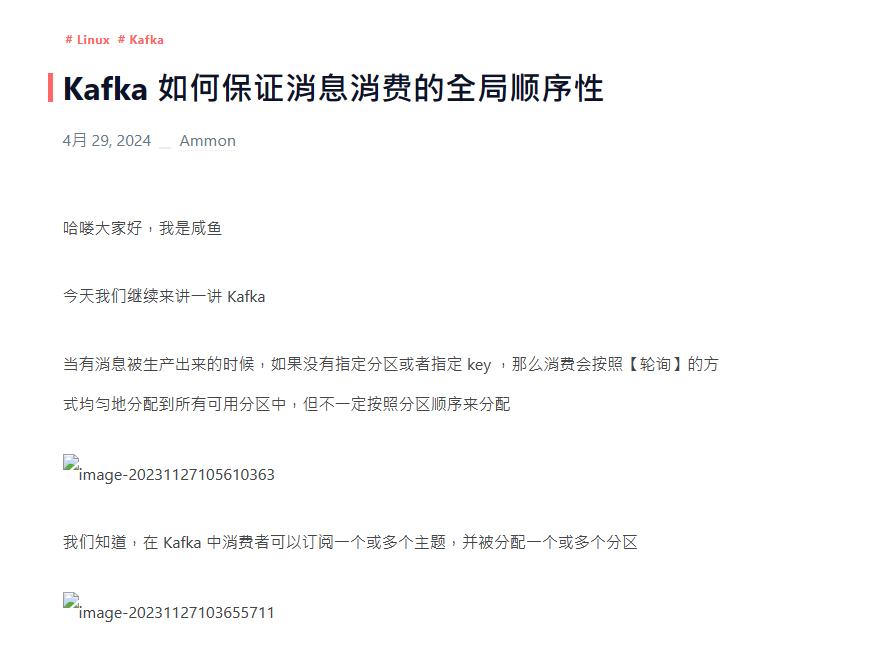 # Linux # Kafka
Kafka 如何保证消息消费的全局顺序性
4月 29, 2024 __ Ammon
哈喽大家好，我是咸鱼
今天我们继续来讲一讲 Kafka
当有消息被生产出来的时候，如果没有指定分区或者指定 key ，那么消费会按照【轮询】的方
式均匀地分配到所有可用分区中，但不一定按照分区顺序来分配
image-20231127105610363
我们知道，在 Kafka 中消费者可以订阅一个或多个主题，并被分配一个或多个分区
image-20231127103655711